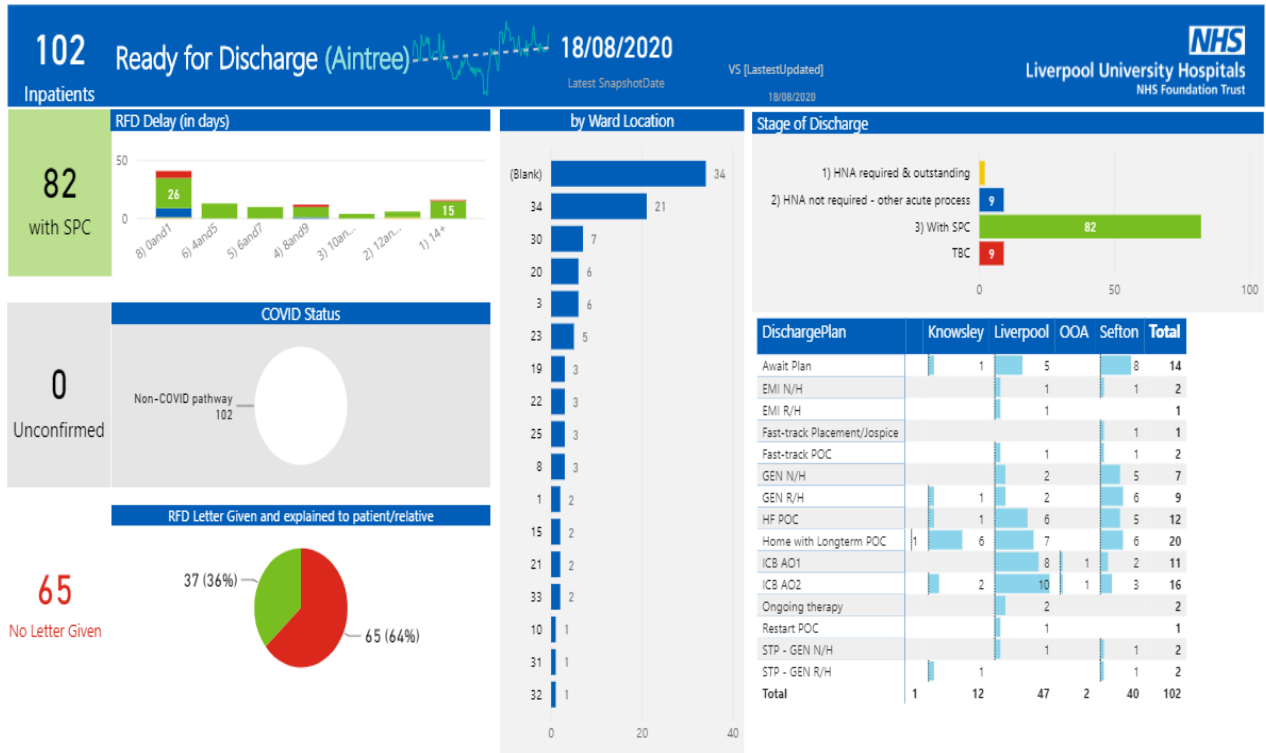 102
Inpatients
Ready for Discharge (Aintree)
18/08/2020
Latest SnapshotDate
VS [LastestUpdated]
18/08/2020
NHS
Liverpool University Hospitals
NHS Foundation Trust
82
with SPC
RFD Delay (in days)
50
0
26
15
8) 0and1
6) 4and5
5) 6and7
4) 8and9
3) 10an...
2) 12an...
1) 14+
0
Unconfirmed
COVID Status
Non-COVID pathway
102
65
No Letter Given
RFD Letter Given and explained to patient/relative
37 (36%)
65 (64%)
by Ward Location
(Blank) 34
34 21
30 7
20 6
3 6
23 5
19 3
22 3
25 3
8 3
1 2
15 2
21 2
33 2
10 1
31 1
32 1
0 20 40
Stage of Discharge
1) HNA required & outstanding
2) HNA not required - other acute process 9
3) With SPC 82
TBC 9
0 50 100
DischargePlan Knowsley Liverpool OOA Sefton Total
Await Plan 1 5 8 14
EMI N/H 1 1 2
EMI R/H 1 1
Fast-track Placement/Jospice 1 1
Fast-track POC 1 1 2
GEN N/H 2 5 7
GEN R/H 1 2 6 9
HF POC 1 6 5 12
Home with Longterm POC 1 6 7 6 20
ICB AO1 8 1 2 11
ICB AO2 2 10 1 3 16
Ongoing therapy 2 2
Restart POC 1 1
STP - GEN N/H 1 1 2
STP - GEN R/H 1 1 2
Total 1 12 47 2 40 102